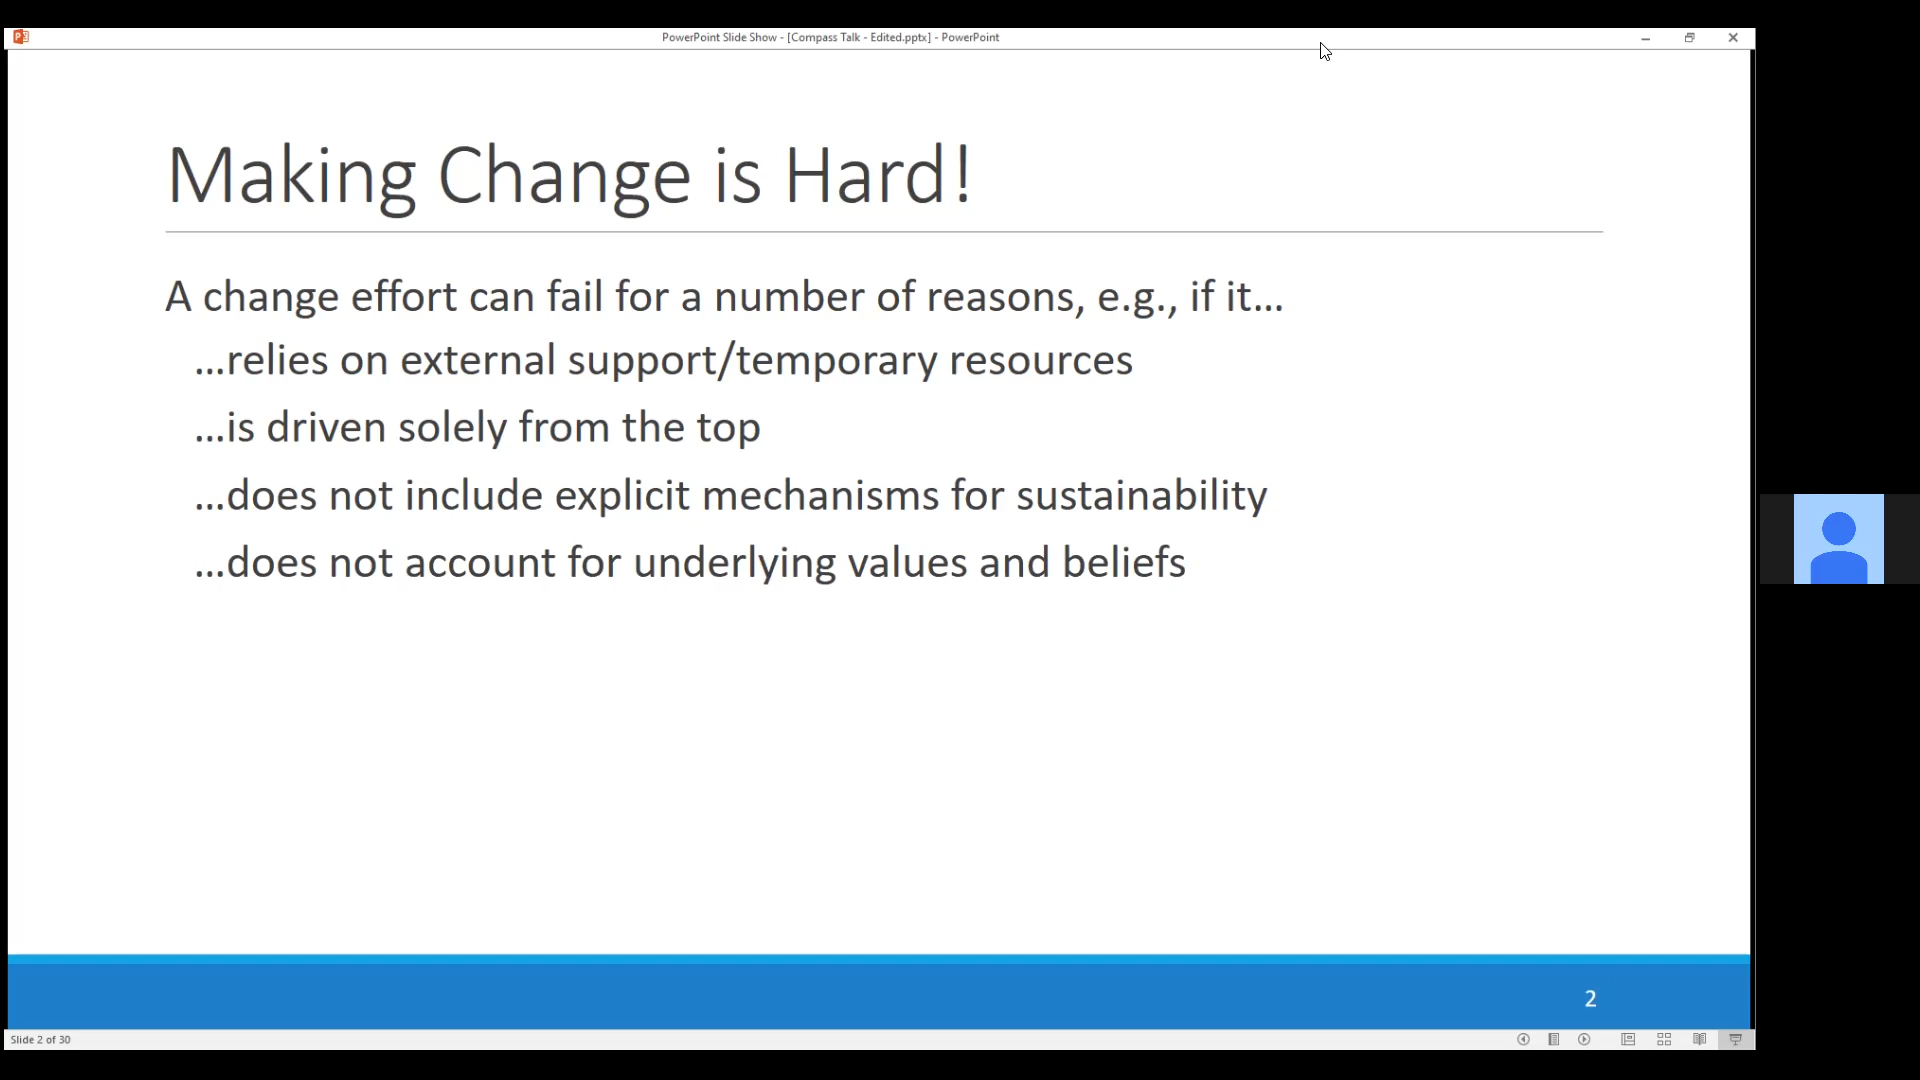 PowerPoint Slide Show - [Compass Talk - Edited.pptx] - PowerPoint
Making Change is Hard!
A change effort can fail for a number of reasons, e.g., if it...
...relies on external support/temporary resources
...is driven solely from the top
...does not include explicit mechanisms for sustainability
...does not account for underlying values and beliefs
2
Slide 2 of 30